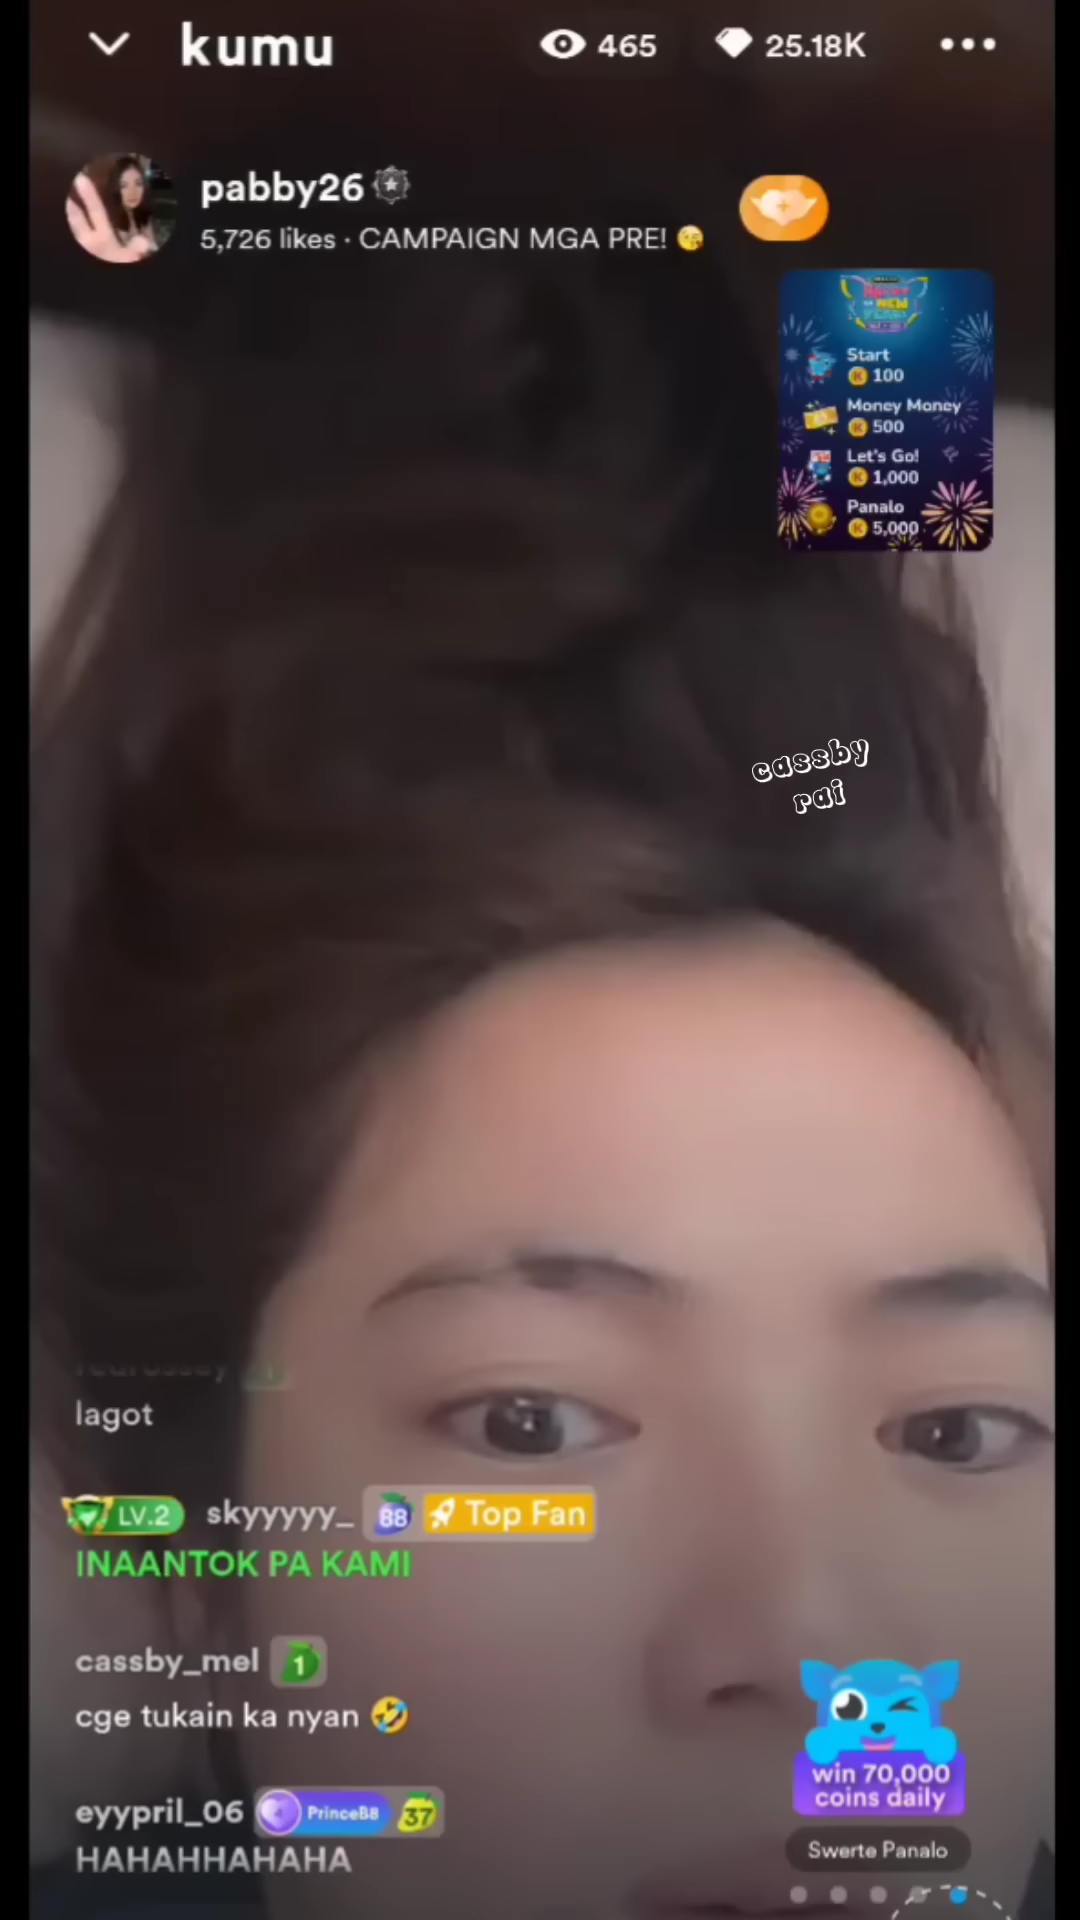 kumu
465
25.18K
pabby26
5,726 likes · CAMPAIGN MGA PRE! 😘
Start
100
Money Money
500
Let's Go!
1,000
Panalo
5,000
cassby
rai
lagot
LV.2 skyyyyy_ 88 Top Fan
INAANTOK PA KAMI
cassby_mel 1
cge tukain ka nyan 🤣
eyypril_06 PrinceB8 37
HAHAHHAHAHA
win 70,000
coins daily
Swerte Panalo